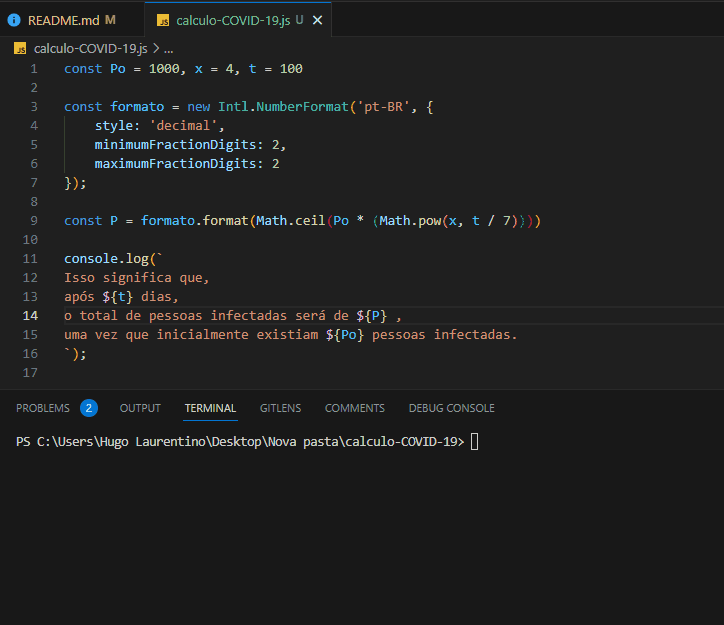 README.md M calculo-COVID-19.js U
JS calculo-COVID-19.js > ...
1 const Po = 1000, x = 4, t = 100
2
3 const formato = new Intl.NumberFormat('pt-BR', {
4     style: 'decimal',
5     minimumFractionDigits: 2,
6     maximumFractionDigits: 2
7 });
8
9 const P = formato.format(Math.ceil(Po * (Math.pow(x, t / 7))))
10
11 console.log(`
12 Isso significa que,
13 após ${t} dias,
14 o total de pessoas infectadas será de ${P} ,
15 uma vez que inicialmente existiam ${Po} pessoas infectadas.
16 `);
17
PROBLEMS 2 OUTPUT TERMINAL GITLENS COMMENTS DEBUG CONSOLE
PS C:\Users\Hugo Laurentino\Desktop\Nova pasta\calculo-COVID-19>